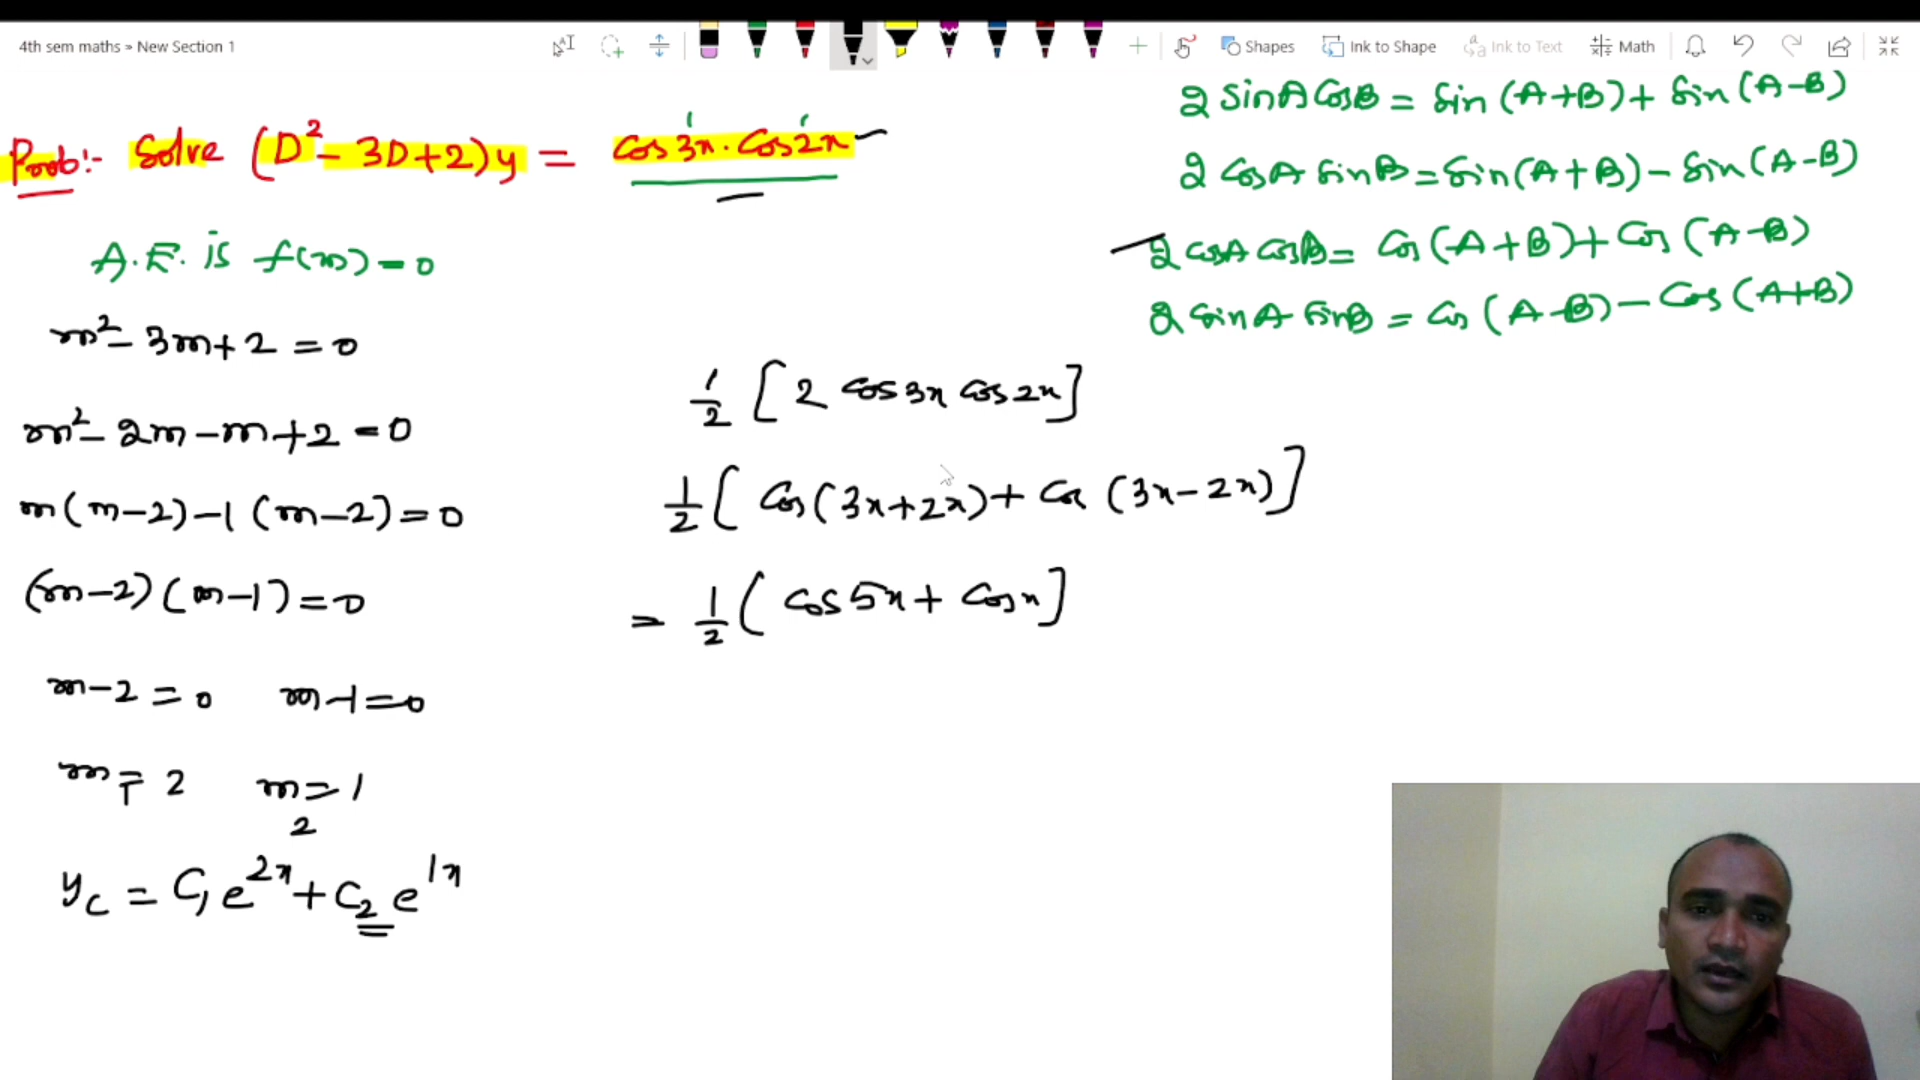 4th sem maths » New Section 1
Shapes Ink to Shape Ink to Text Math
Prob:- Solve (D² - 3D+2)y = cos3x . cos2x
A.E. is f(m) = 0
m² - 3m + 2 = 0
m² - 2m - m + 2 = 0
m(m-2) - 1(m-2) = 0
(m-2)(m-1) = 0
m-2 = 0 m-1 = 0
m = 2 m = 1
1 2
y_c = C₁e^{2x} + C₂e^{1x}
1/2 [2 cos3x cos2x]
1/2 [cos(3x+2x) + cos(3x-2x)]
= 1/2 (cos5x + cosx]
2 sinA cosB = sin(A+B) + sin(A-B)
2 cosA sinB = sin(A+B) - sin(A-B)
2 cosA cosB = cos(A+B) + cos(A-B)
2 sinA sinB = cos(A-B) - cos(A+B)